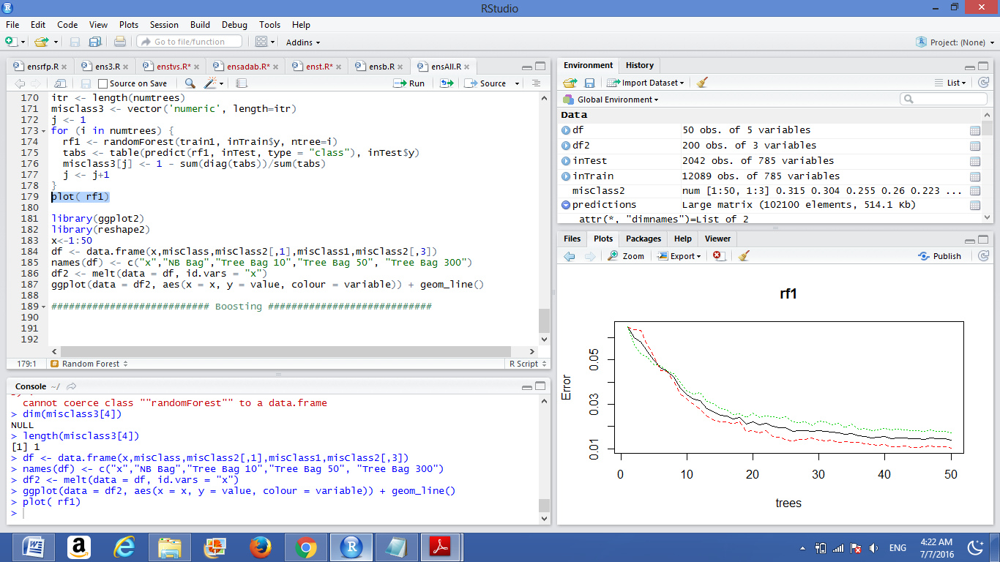 RStudio
File Edit Code View Plots Session Build Debug Tools Help
Go to file/function Addins Project: (None)
ensrfp.R ens3.R enstvs.R* ensadab.R* enst.R* ensb.R ensAll.R
Source on Save Run Source
170 itr <- length(numtrees)
171 misclass3 <- vector('numeric', length=itr)
172 j <- 1
173 for (i in numtrees) {
174 rf1 <- randomForest(train1, inTrain$y, ntree=i)
175 tabs <- table(predict(rf1, inTest, type = "class"), inTest$y)
176 misclass3[j] <- 1 - sum(diag(tabs))/sum(tabs)
177 j <- j+1
178 }
179 plot( rf1)
180
181 library(ggplot2)
182 library(reshape2)
183 x<-1:50
184 df <- data.frame(x,misClass,misClass2[,1],misClass1,misClass2[,3])
185 names(df) <- c("x","NB Bag","Tree Bag 10","Tree Bag 50", "Tree Bag 300")
186 df2 <- melt(data = df, id.vars = "x")
187 ggplot(data = df2, aes(x = x, y = value, colour = variable)) + geom_line()
188
189 ########################### Boosting ############################
190
191
192
179:1 # Random Forest R Script
Console ~/
cannot coerce class ""randomForest"" to a data.frame
> dim(misclass3[4])
NULL
> length(misclass3[4])
[1] 1
> df <- data.frame(x,misClass,misClass2[,1],misClass1,misClass2[,3])
> names(df) <- c("x","NB Bag","Tree Bag 10","Tree Bag 50", "Tree Bag 300")
> df2 <- melt(data = df, id.vars = "x")
> ggplot(data = df2, aes(x = x, y = value, colour = variable)) + geom_line()
> plot( rf1)
>
Environment History
Import Dataset List
Global Environment
Data
df 50 obs. of 5 variables
df2 200 obs. of 3 variables
inTest 2042 obs. of 785 variables
inTrain 12089 obs. of 785 variables
misClass2 num [1:50, 1:3] 0.315 0.304 0.255 0.26 0.223 ...
predictions Large matrix (102100 elements, 514.1 Kb)
attr(*, "dimnames")=List of 2
Files Plots Packages Help Viewer
Zoom Export Publish
rf1
Error
0.05
0.03
0.01
0 10 20 30 40 50
trees
ENG
4:22 AM
7/7/2016